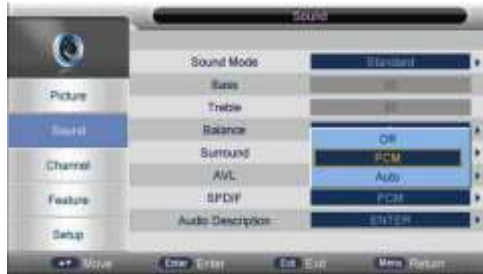 Sound
Sound Mode Standard
Bass
Picture
Treble
Sound
Balance
Off
Surround
PCM
Channel
AVL
Auto
Feature
SPDIF PCM
Audio Description ENTER
Setup
Move Enter Enter Exit Exit Menu Return